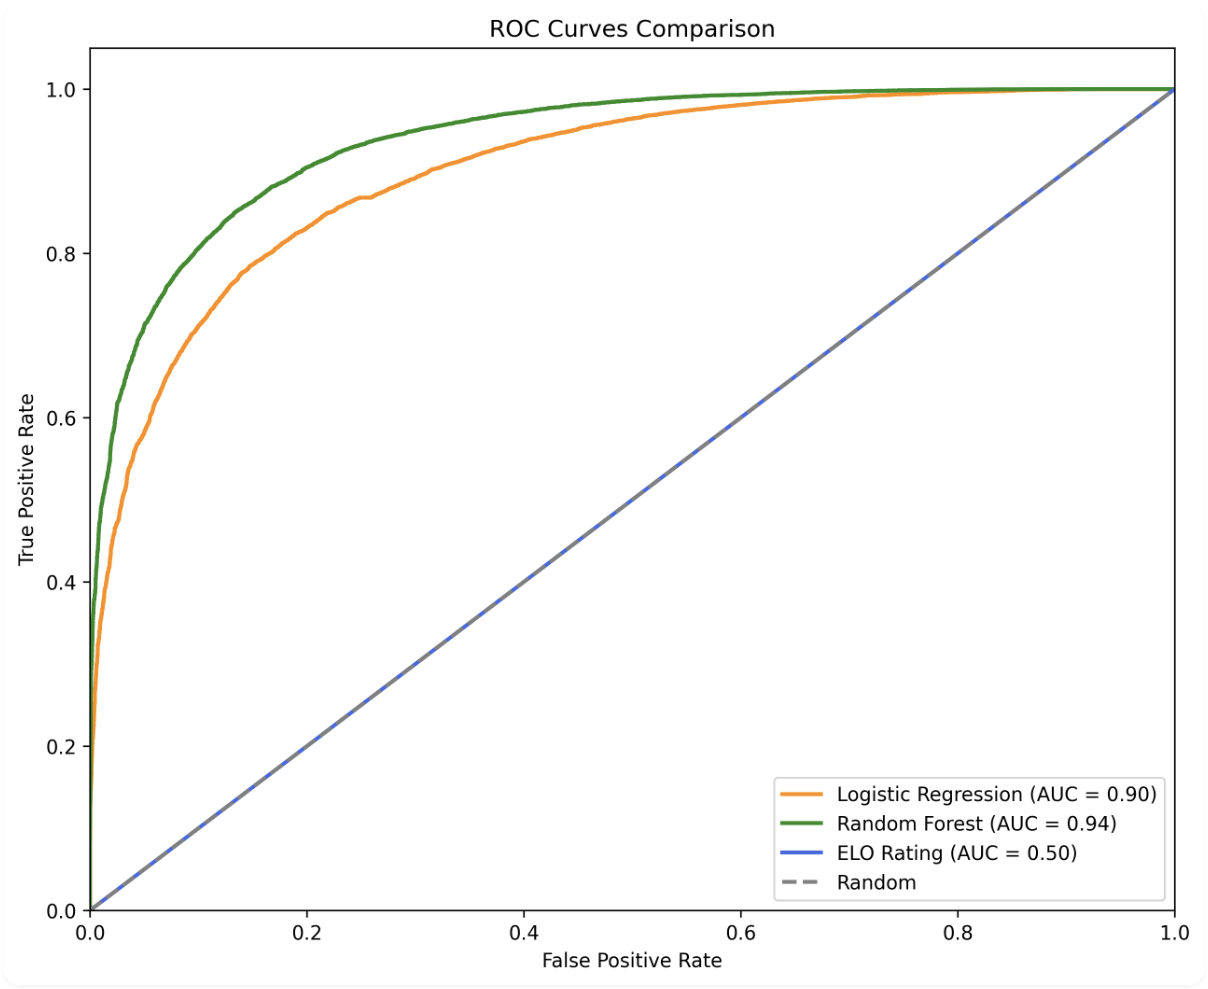 ROC Curves Comparison
True Positive Rate
1.0
0.8
0.6
0.4
0.2
0.0
0.0 0.2 0.4 0.6 0.8 1.0
False Positive Rate
Logistic Regression (AUC = 0.90)
Random Forest (AUC = 0.94)
ELO Rating (AUC = 0.50)
Random